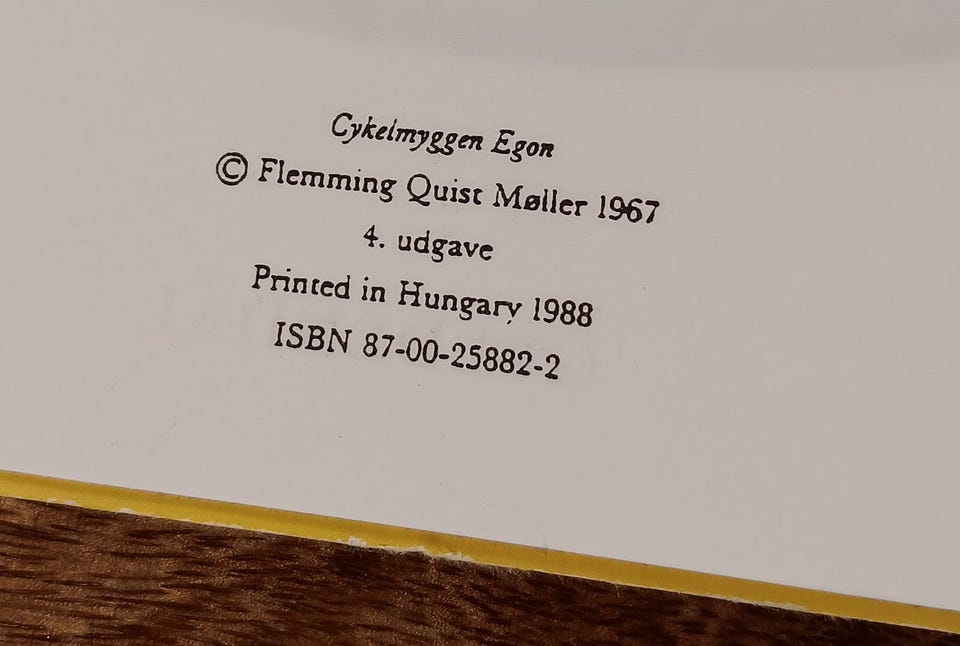 Cykelmyggen Egon
© Flemming Quist Møller 1967
4. udgave
Printed in Hungary 1988
ISBN 87-00-25882-2